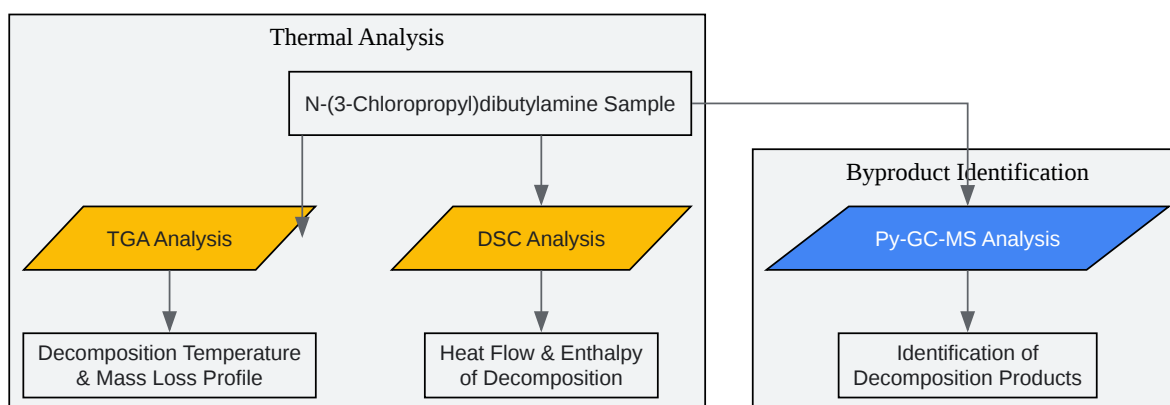 Thermal Analysis
N-(3-Chloropropyl)dibutylamine Sample
Byproduct Identification
TGA Analysis
DSC Analysis
Py-GC-MS Analysis
Decomposition Temperature
& Mass Loss Profile
Heat Flow & Enthalpy
of Decomposition
Identification of
Decomposition Products